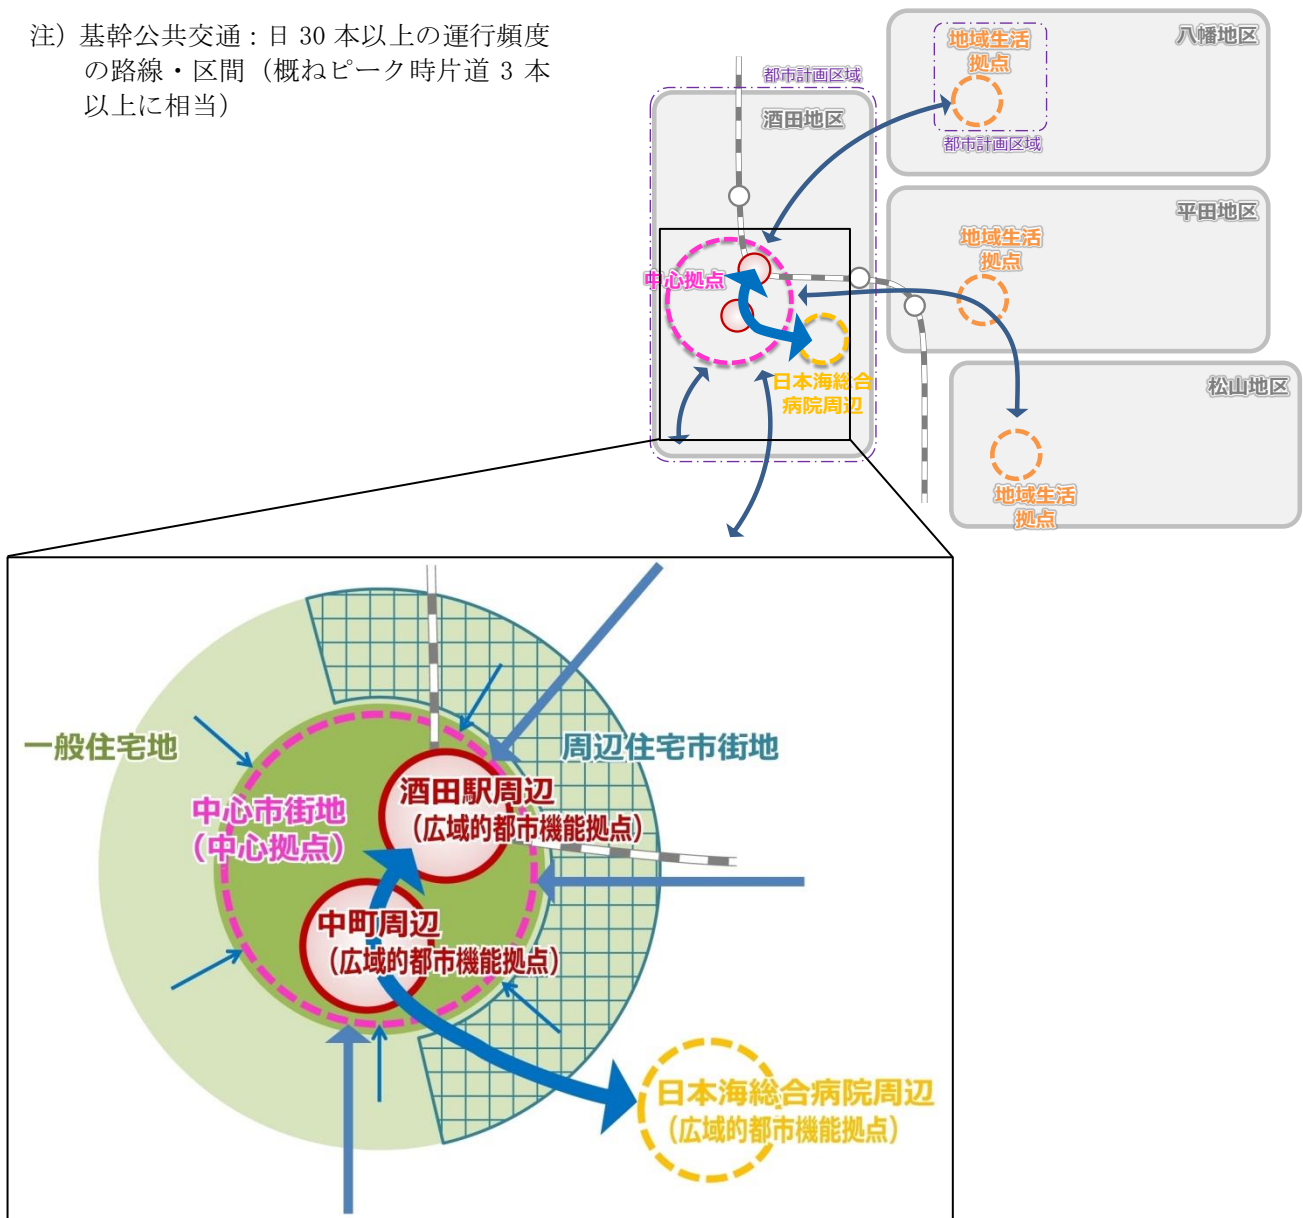 注）基幹公共交通：日 30 本以上の運行頻度
の路線・区間（概ねピーク時片道 3 本
以上に相当）
都市計画区域
酒田地区
地域生活
拠点
都市計画区域
八幡地区
平田地区
地域生活
拠点
中心拠点
日本海総合
病院周辺
松山地区
地域生活
拠点
一般住宅地
周辺住宅市街地
中心市街地
（中心拠点）
酒田駅周辺
（広域的都市機能拠点）
中町周辺
（広域的都市機能拠点）
日本海総合病院周辺
（広域的都市機能拠点）